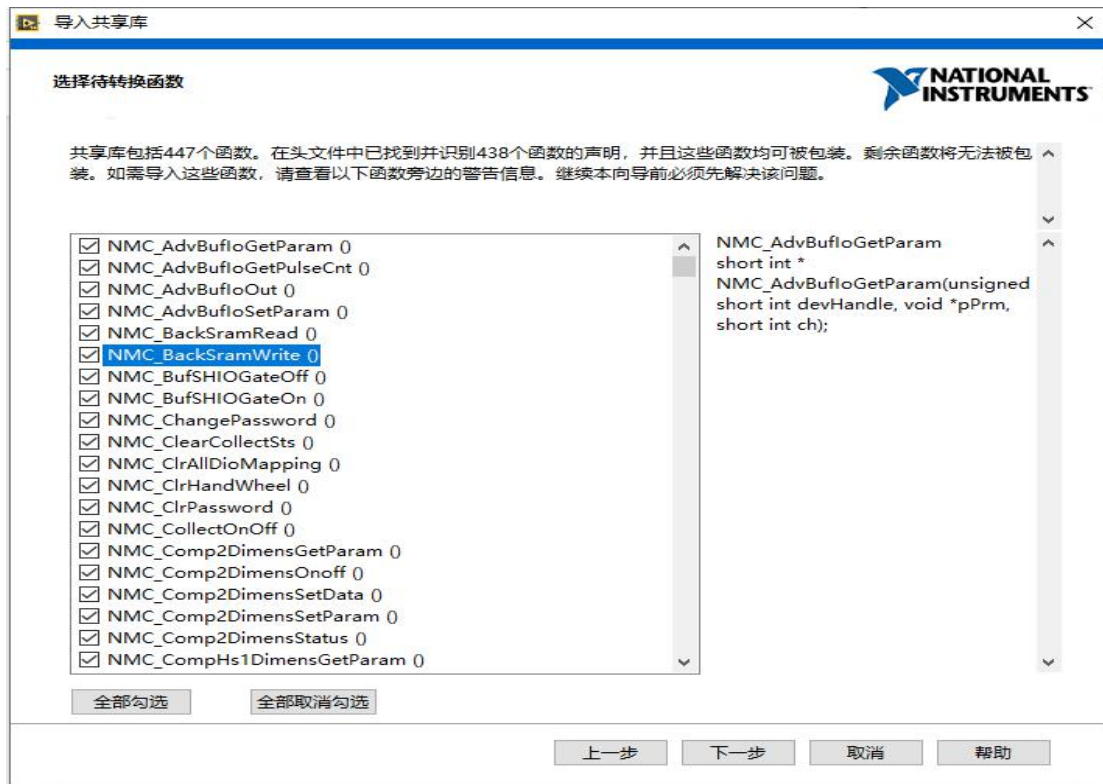 导入共享库
选择待转换函数
NATIONAL
INSTRUMENTS
共享库包括447个函数。在头文件中已找到并识别438个函数的声明，并且这些函数均可被包装。剩余函数将无法被包
装。如需导入这些函数，请查看以下函数旁边的警告信息。继续本向导前必须先解决该问题。
NMC_AdvBufIoGetParam ()
NMC_AdvBufIoGetPulseCnt ()
NMC_AdvBufIoOut ()
NMC_AdvBufIoSetParam ()
NMC_BackSramRead ()
NMC_BackSramWrite ()
NMC_BufSHIOGateOff ()
NMC_BufSHIOGateOn ()
NMC_ChangePassword ()
NMC_ClearCollectSts ()
NMC_ClrAllDioMapping ()
NMC_ClrHandWheel ()
NMC_ClrPassword ()
NMC_CollectOnOff ()
NMC_Comp2DimensGetParam ()
NMC_Comp2DimensOnoff ()
NMC_Comp2DimensSetData ()
NMC_Comp2DimensSetParam ()
NMC_Comp2DimensStatus ()
NMC_CompHs1DimensGetParam ()
NMC_AdvBufIoGetParam
short int *
NMC_AdvBufIoGetParam(unsigned
short int devHandle, void *pPrm,
short int ch);
全部勾选
全部取消勾选
上一步
下一步
取消
帮助